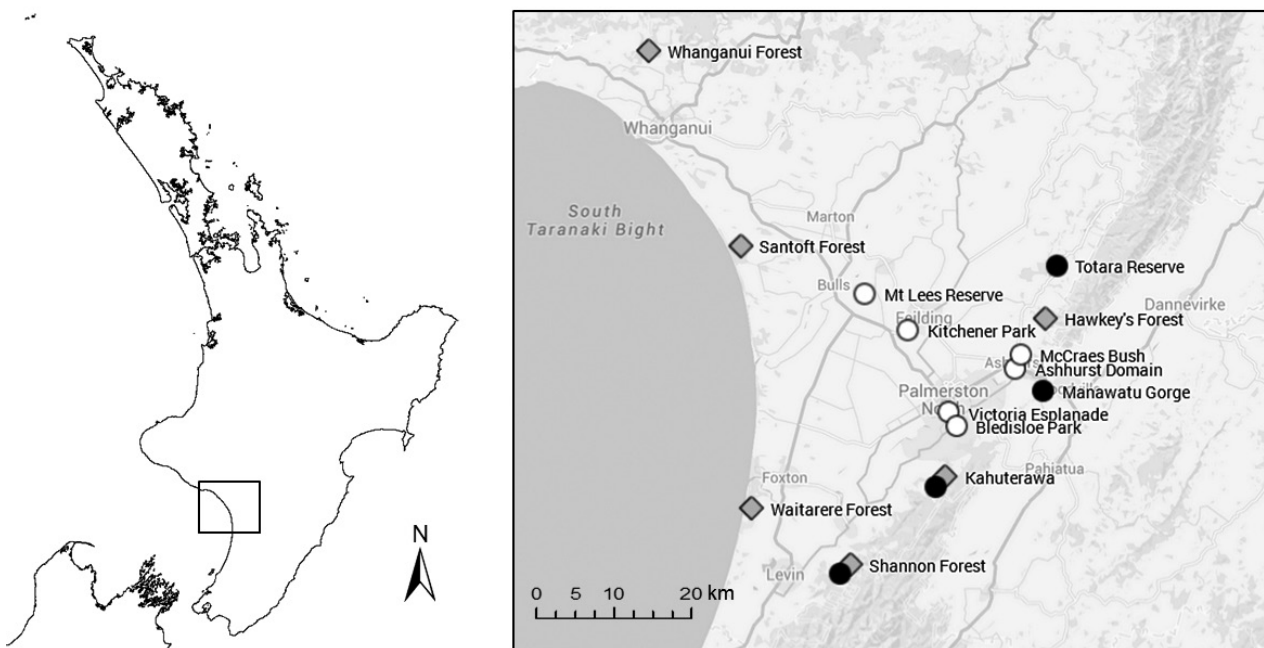 N
Whanganui Forest
Whanganui
South
Taranaki Bight
Marton
Santoft Forest
Totara Reserve
Bulls
Mt Lees Reserve
Dannevirke
Feilding
Hawkey's Forest
Kitchener Park
McCraes Bush
Ashhurst Domain
Palmerston
North
Manawatu Gorge
Victoria Esplanade
Bledisloe Park
Foxton
Kahuterawa
Pahiatua
Waitarere Forest
Levin
Shannon Forest
0 5 10 20 km